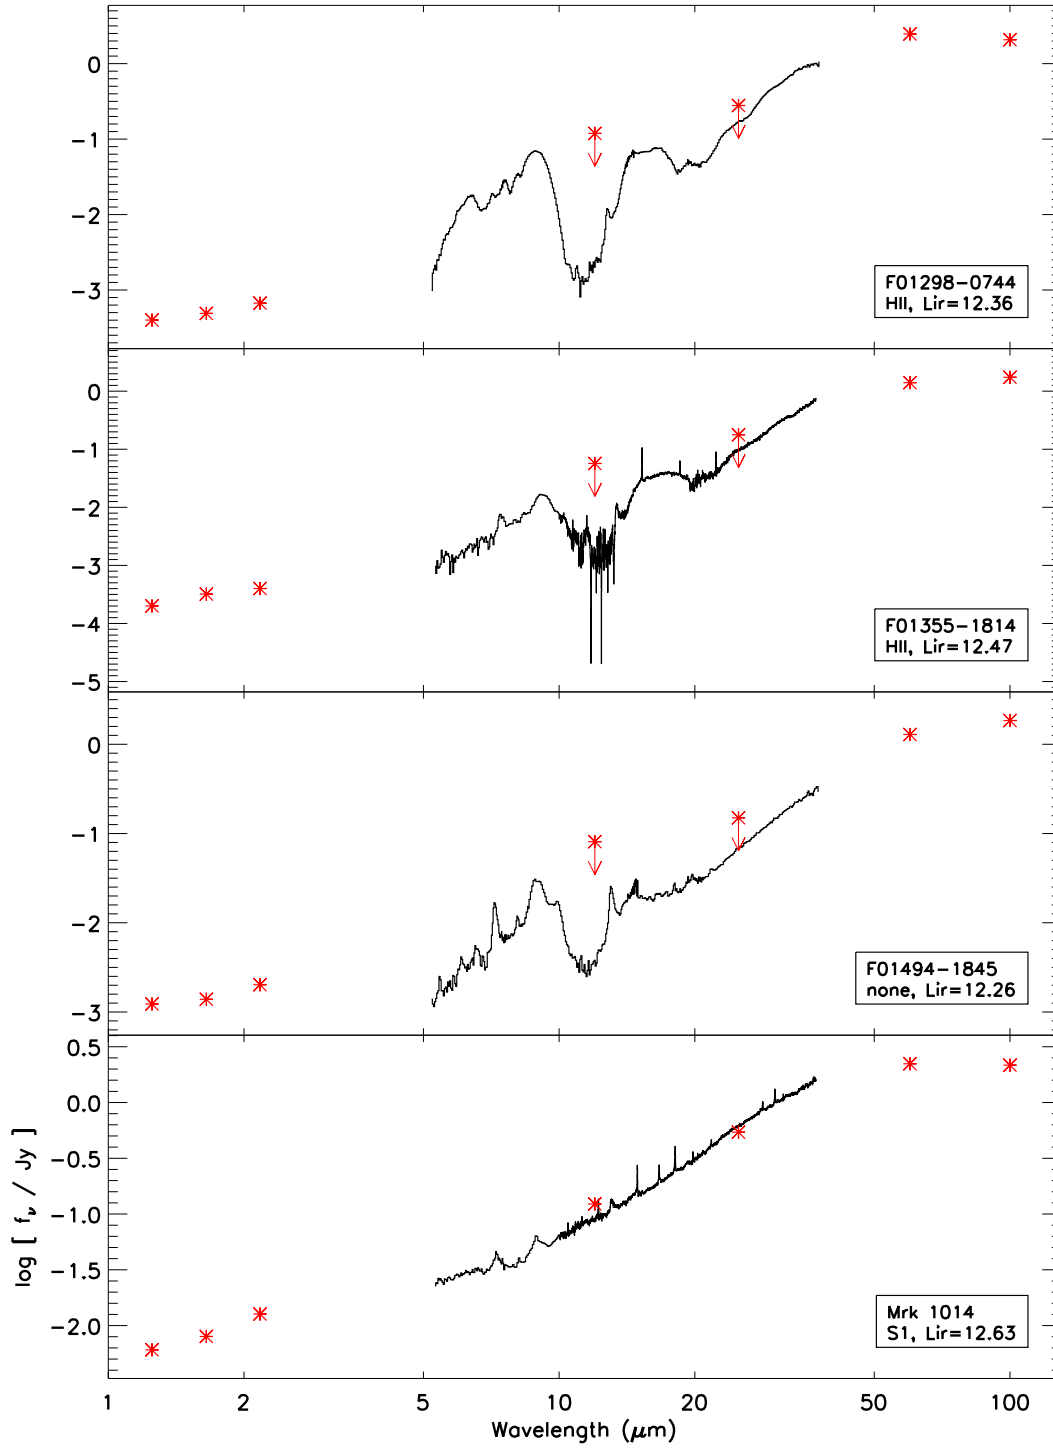 0
−1
−2
−3
F01298−0744
HII, Lir=12.36
0
−1
−2
−3
−4
−5
F01355−1814
HII, Lir=12.47
0
−1
−2
−3
F01494−1845
none, Lir=12.26
0.5
0.0
−0.5
−1.0
−1.5
−2.0
log [ fν / Jy ]
Mrk 1014
S1, Lir=12.63
1 2 5 10 20 50 100
Wavelength (μm)